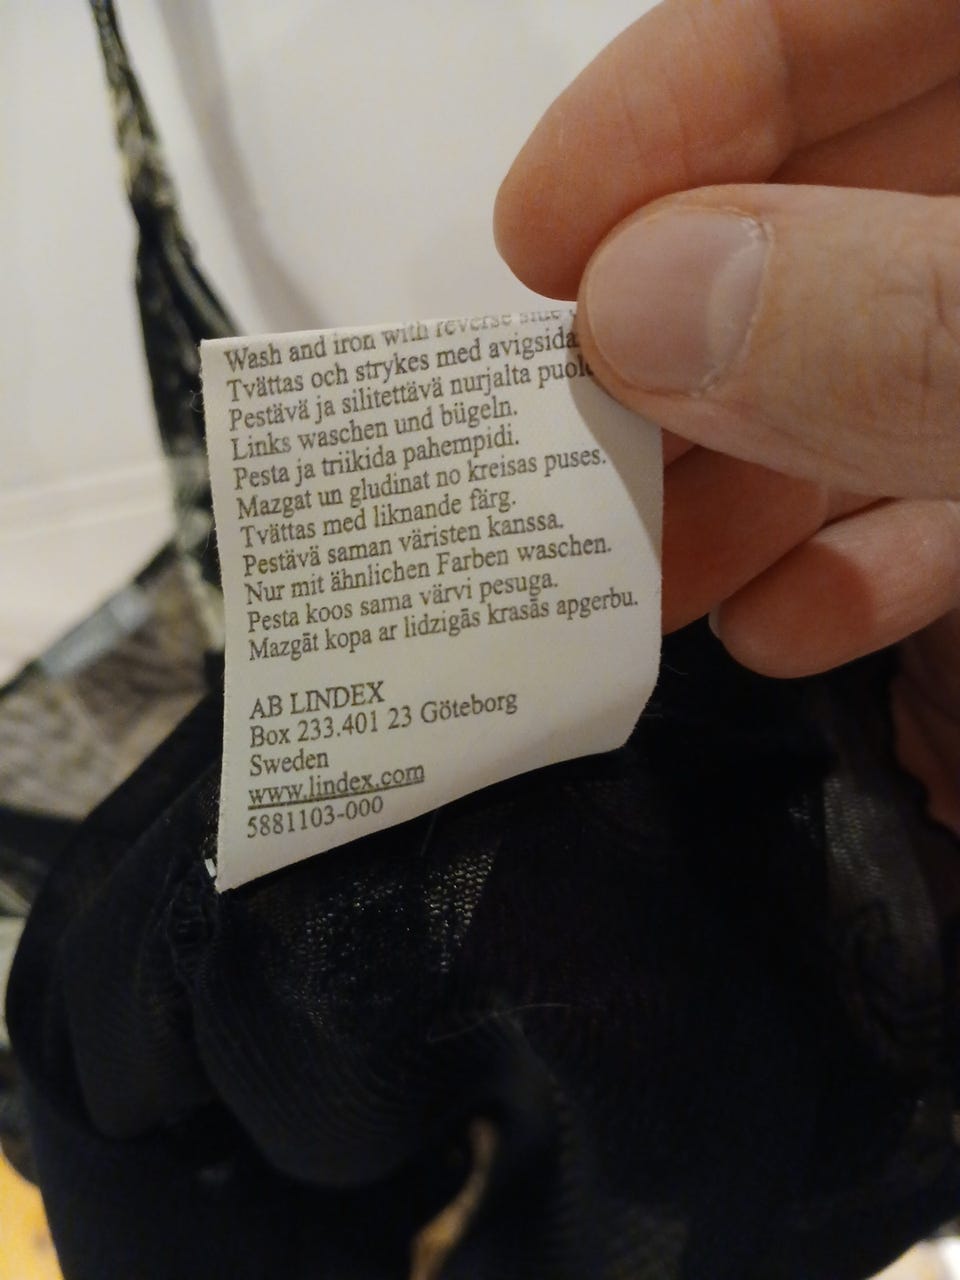 Wash and iron with reverse side
Tvättas och strykes med avigsida
Pestävä ja silitettävä nurjalta
Links waschen und bügeln.
Pesta ja triikida pahempidi.
Mazgat un gludinat no kreisas puses.
Tvättas med liknande färg.
Pestävä saman väristen kanssa.
Nur mit ähnlichen Farben waschen.
Pesta koos sama värvi pesuga.
Mazgāt kopa ar lidzigās krasās apgerbu.
AB LINDEX
Box 233.401 23 Göteborg
Sweden
www.lindex.com
5881103-000